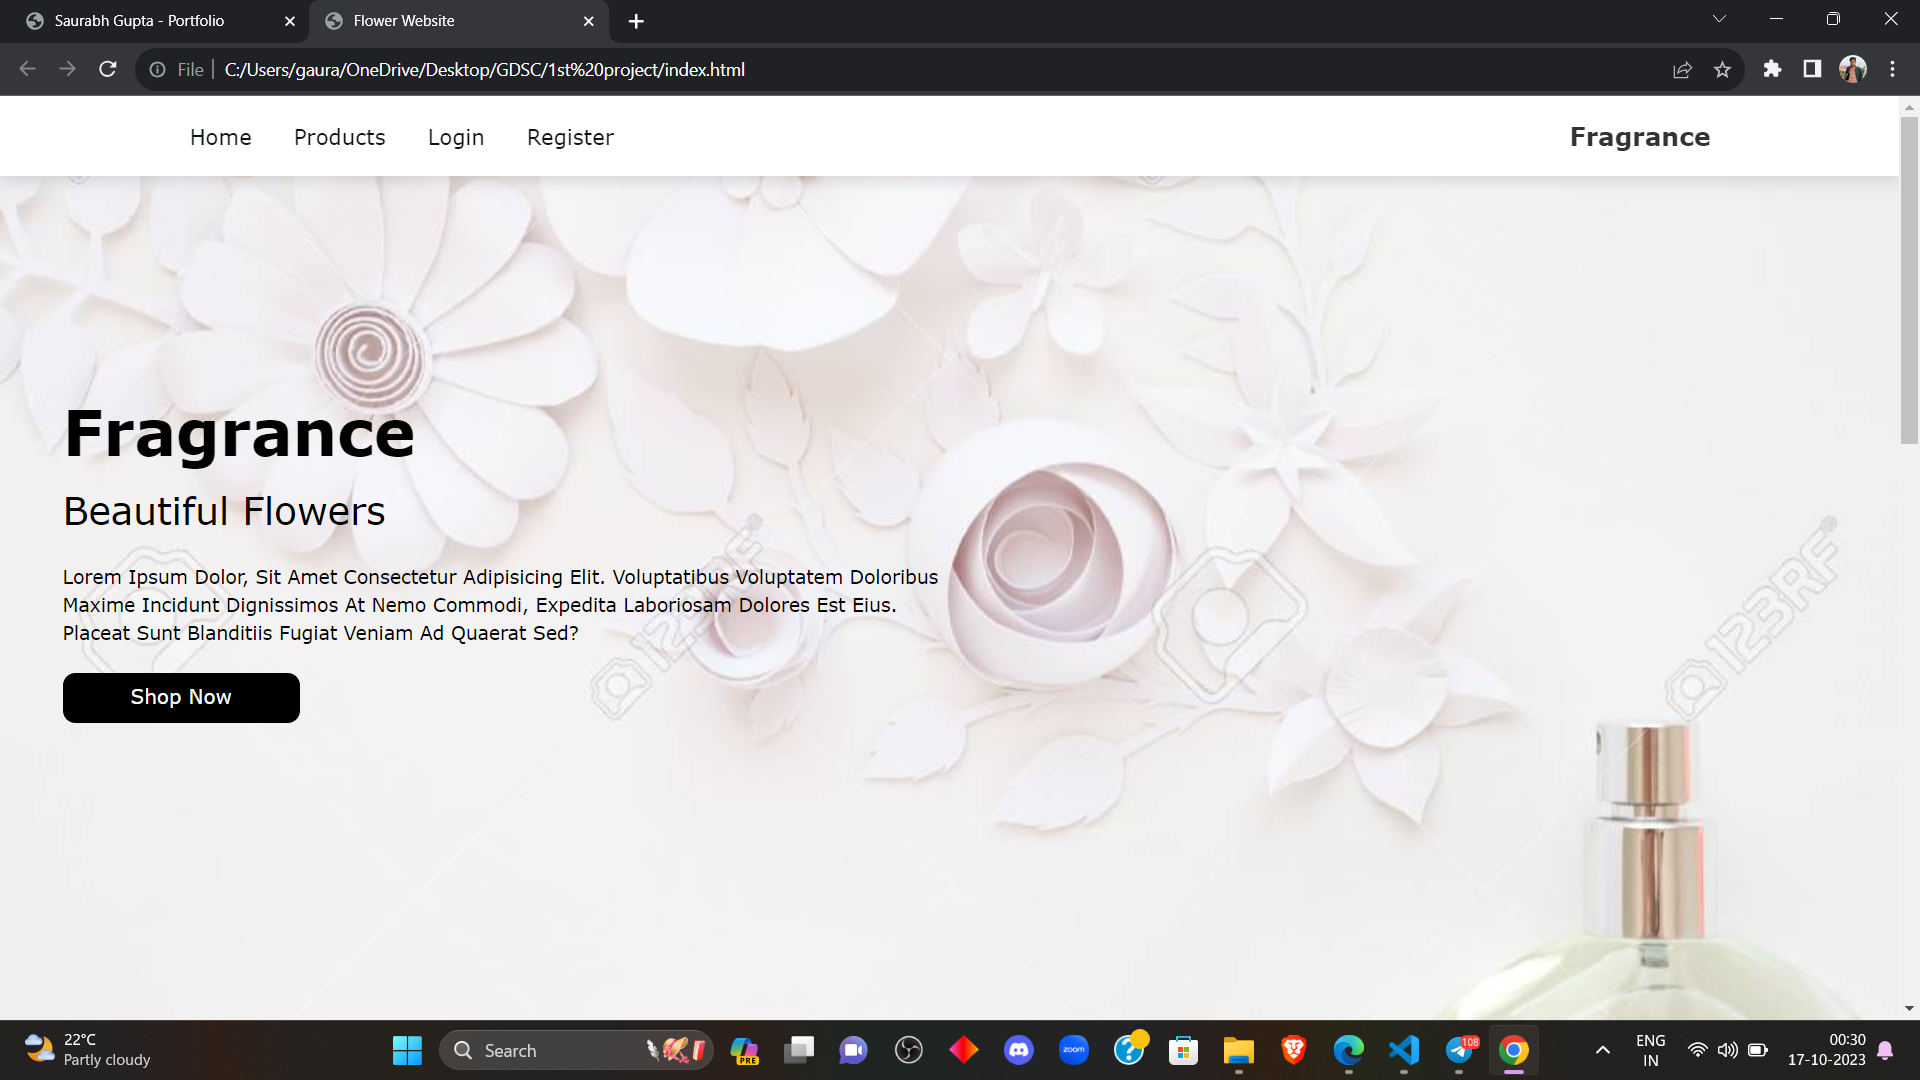 Saurabh Gupta - Portfolio
Flower Website
File
C:/Users/gaura/OneDrive/Desktop/GDSC/1st%20project/index.html
Home Products Login Register
Fragrance
Fragrance
Beautiful Flowers
Lorem Ipsum Dolor, Sit Amet Consectetur Adipisicing Elit. Voluptatibus Voluptatem Doloribus
Maxime Incidunt Dignissimos At Nemo Commodi, Expedita Laboriosam Dolores Est Eius.
Placeat Sunt Blanditiis Fugiat Veniam Ad Quaerat Sed?
Shop Now
123RF
123RF
22°C
Partly cloudy
Search
PRE
zoom
108
ENG
IN
00:30
17-10-2023